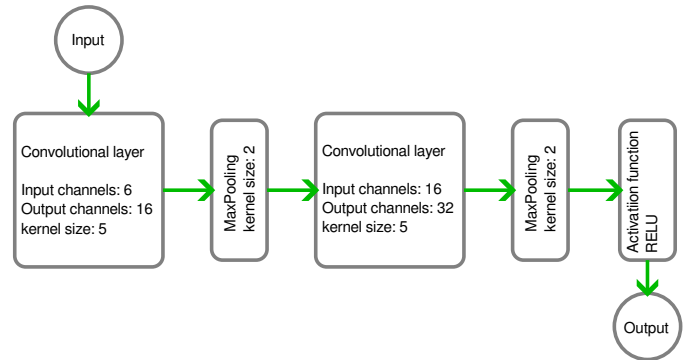 Input
Convolutional layer
Input channels: 6
Output channels: 16
kernel size: 5
MaxPooling
kernel size: 2
Convolutional layer
Input channels: 16
Output channels: 32
kernel size: 5
MaxPooling
kernel size: 2
Activatiion function
RELU
Output